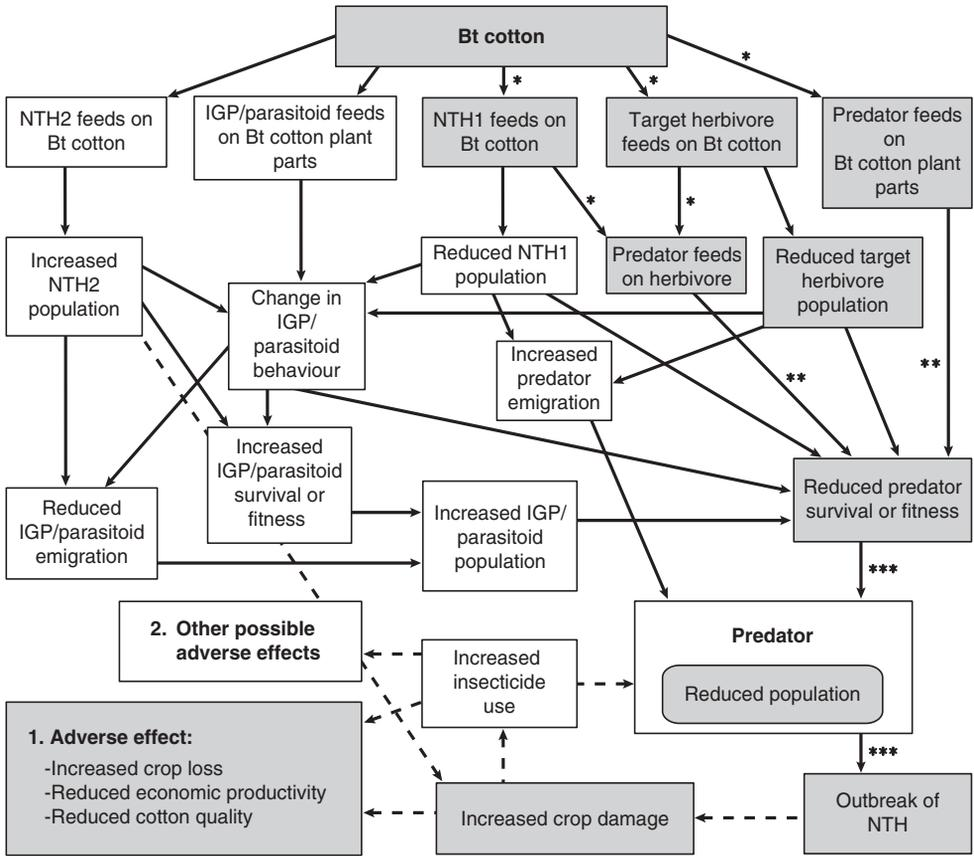 Bt cotton
*
*
*
NTH2 feeds on
Bt cotton
IGP/parasitoid feeds
on Bt cotton plant
parts
NTH1 feeds on
Bt cotton
Target herbivore
feeds on Bt cotton
Predator feeds
on
Bt cotton plant
parts
*
*
Increased
NTH2
population
Reduced NTH1
population
Predator feeds
on herbivore
Reduced target
herbivore
population
Change in
IGP/
parasitoid
behaviour
Increased
predator
emigration
**
**
Increased
IGP/parasitoid
survival or
fitness
Reduced
IGP/parasitoid
emigration
Increased IGP/
parasitoid
population
Reduced predator
survival or fitness
***
2. Other possible
adverse effects
Increased
insecticide
use
Predator
Reduced population
***
1. Adverse effect:
-Increased crop loss
-Reduced economic productivity
-Reduced cotton quality
Increased crop damage
Outbreak of
NTH